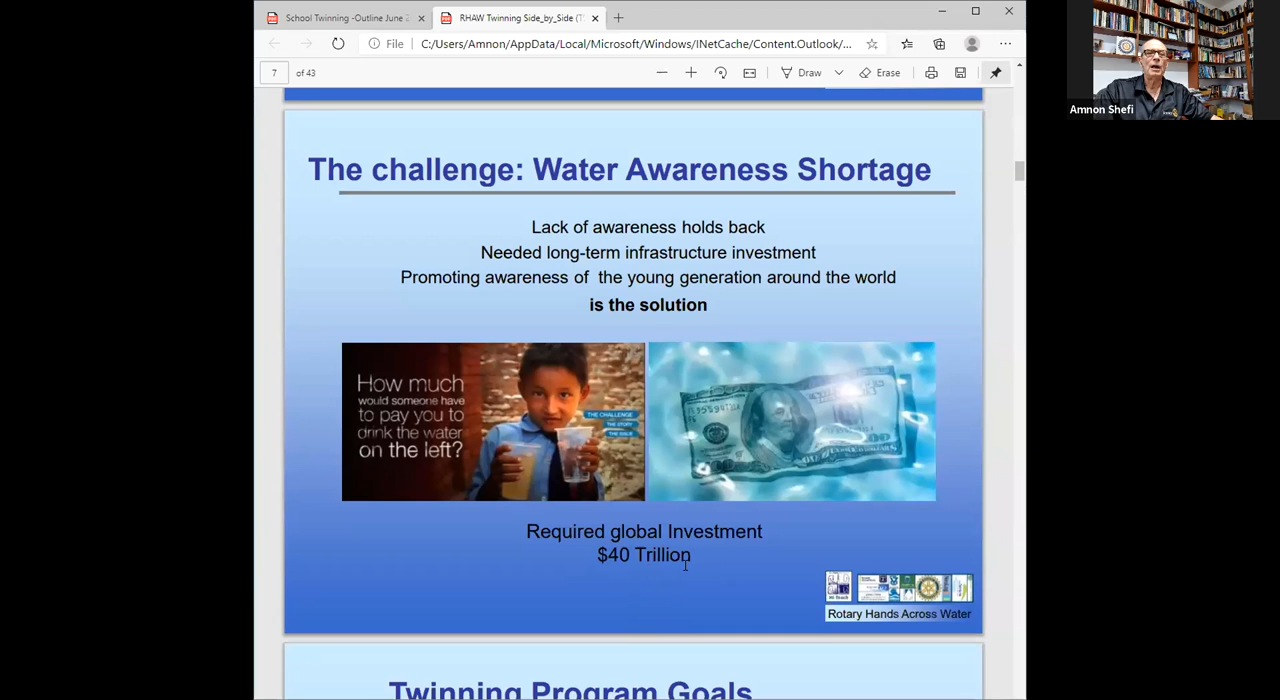 School Twinning -Outline June 2
RHAW Twinning Side_by_Side (T
File
C:/Users/Amnon/AppData/Local/Microsoft/Windows/INetCache/Content.Outlook/...
7
of 43
Draw
Erase
Amnon Shefi
The challenge: Water Awareness Shortage
Lack of awareness holds back
Needed long-term infrastructure investment
Promoting awareness of the young generation around the world
is the solution
How much
would someone have
to pay you to
drink the water
on the left?
THE CHALLENGE
THE STORY
THE ISSUE
Required global Investment
$40 Trillion
Rotary Hands Across Water
Twinning Program Goals